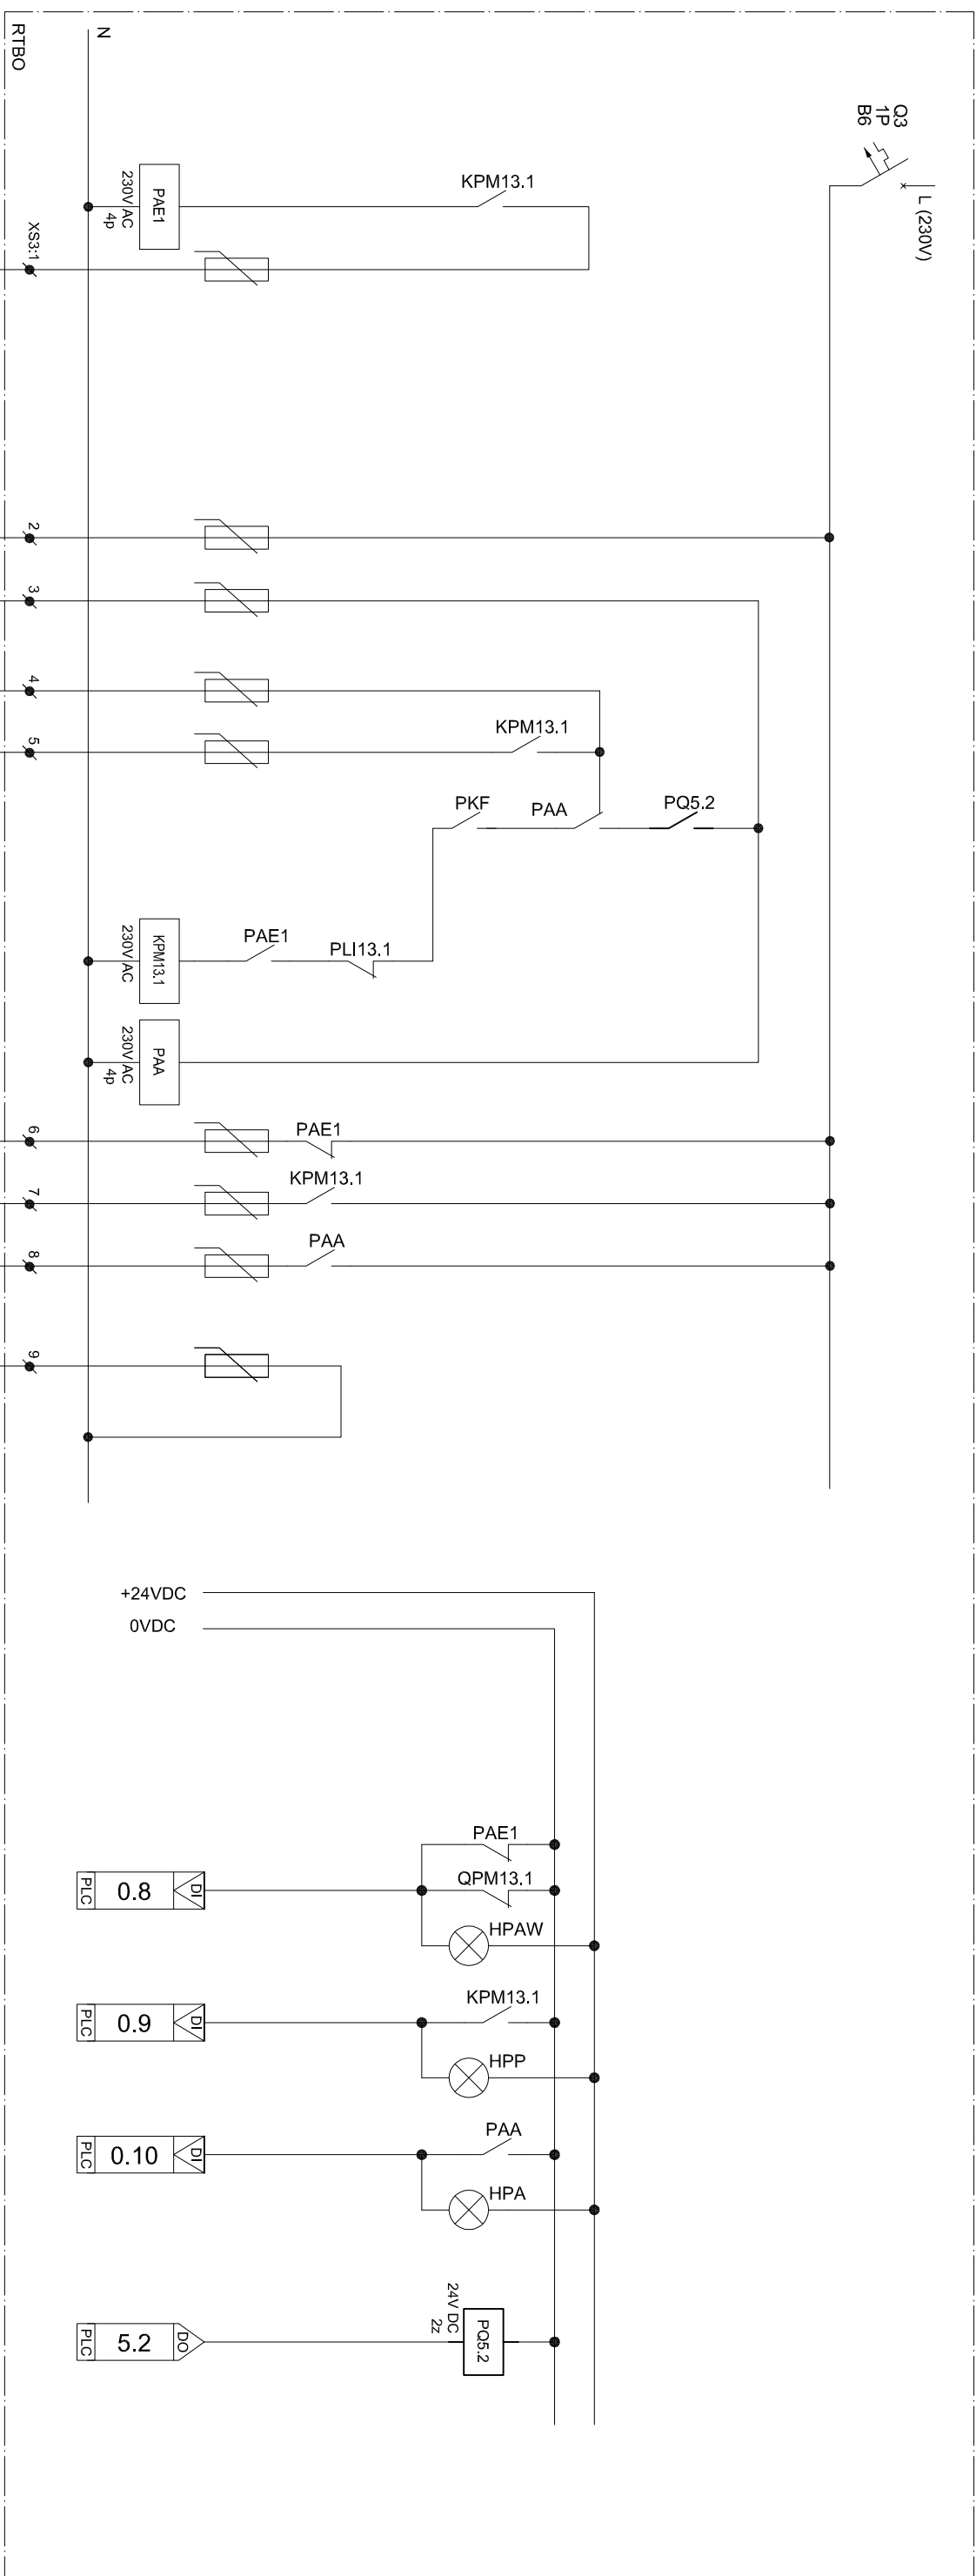 RTBO
N
Q3
1P
B6
L (230V)
KPM13.1
PAE1
230V AC
4p
XS3:1
2
3
4
5
KPM13.1
PKF
PAA
PQ5.2
PAE1
PLI13.1
KPM13.1
230V AC
PAA
230V AC
4p
6
PAE1
7
KPM13.1
8
PAA
9
+24VDC
0VDC
PAE1
QPM13.1
HPAW
PLC
0.8
DI
KPM13.1
HPP
PLC
0.9
DI
PAA
HPA
PLC
0.10
DI
24V DC
2z
PQ5.2
PLC
5.2
DO